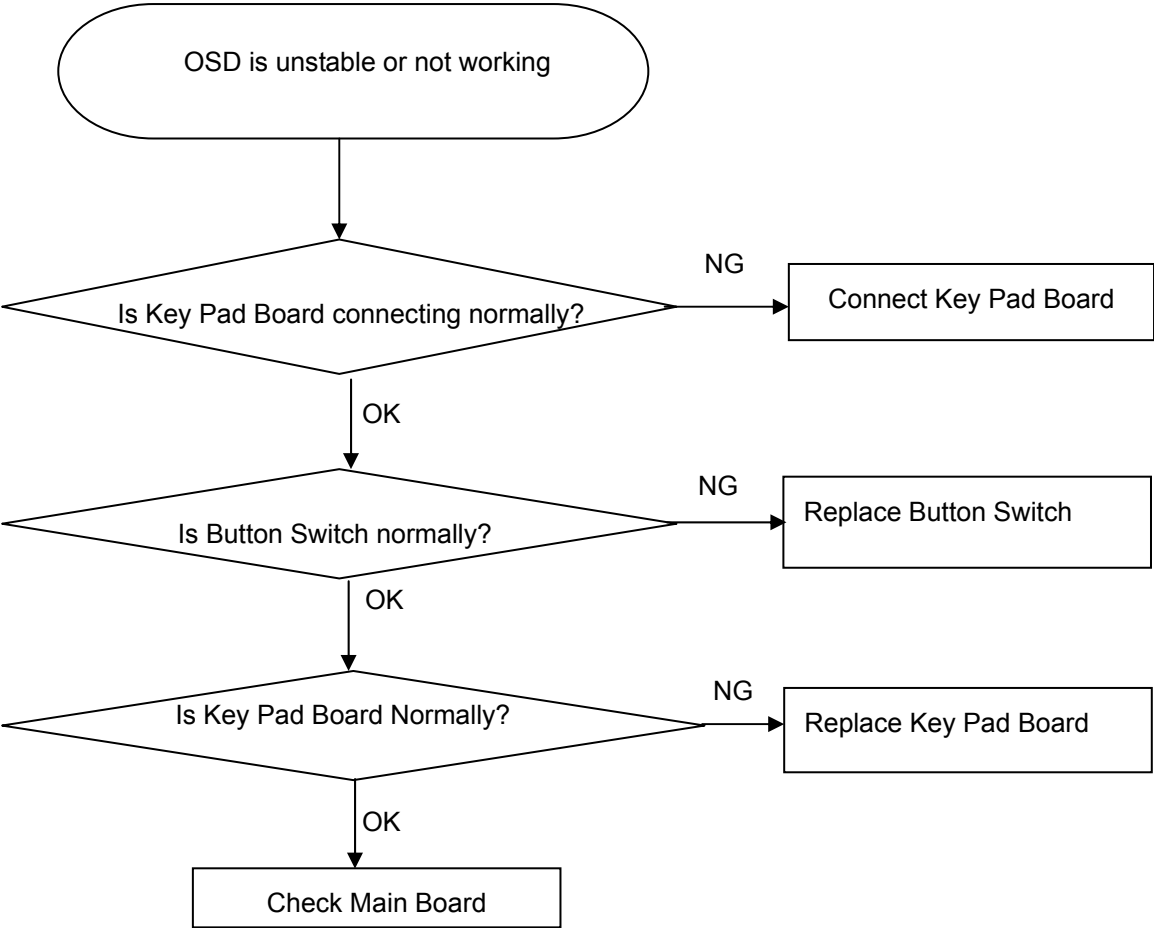 OSD is unstable or not working
NG
Is Key Pad Board connecting normally?
Connect Key Pad Board
OK
NG
Is Button Switch normally?
Replace Button Switch
OK
NG
Is Key Pad Board Normally?
Replace Key Pad Board
OK
Check Main Board